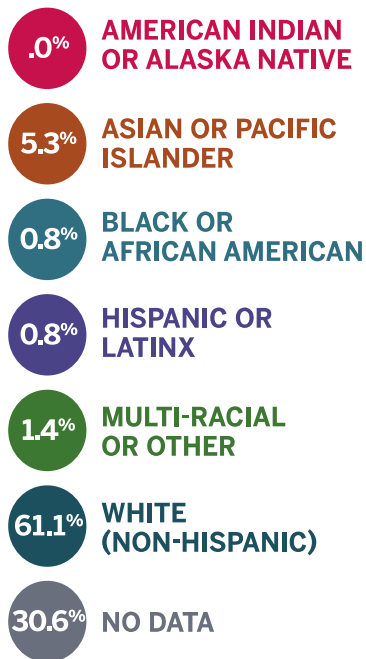 .0%
AMERICAN INDIAN
OR ALASKA NATIVE
5.3%
ASIAN OR PACIFIC
ISLANDER
0.8%
BLACK OR
AFRICAN AMERICAN
0.8%
HISPANIC OR
LATINX
1.4%
MULTI-RACIAL
OR OTHER
61.1%
WHITE
(NON-HISPANIC)
30.6%
NO DATA